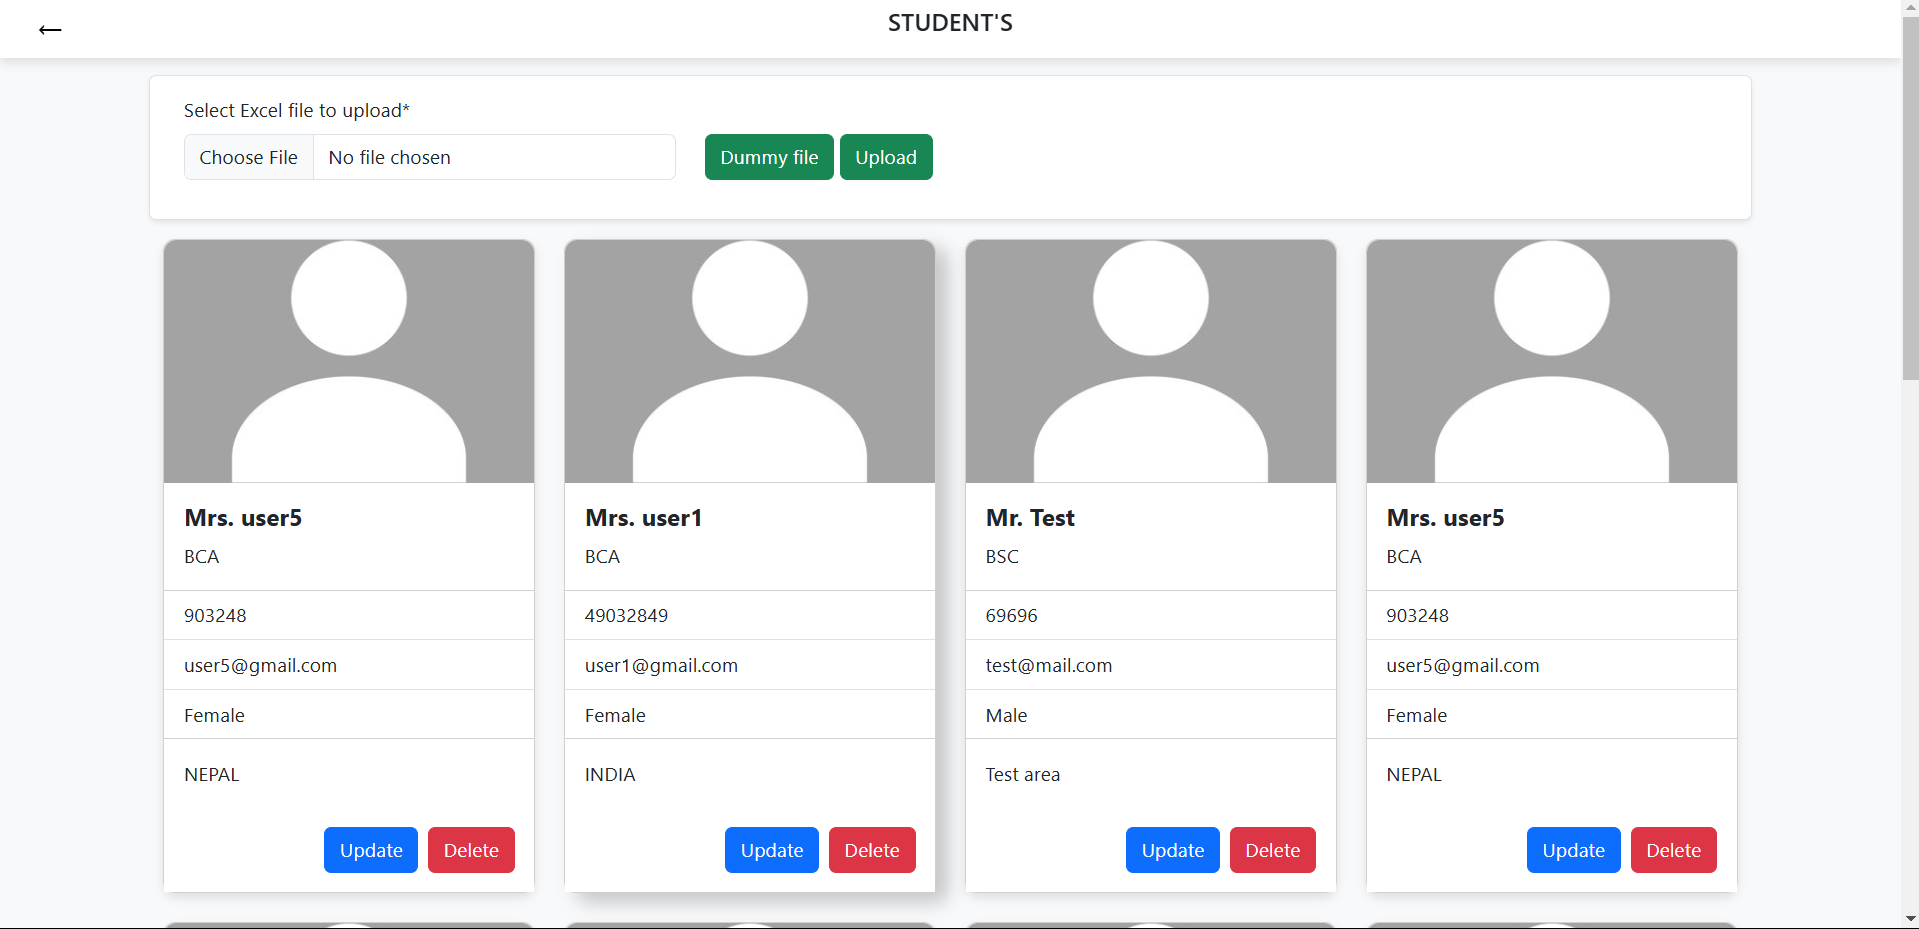 ←
STUDENT'S
Select Excel file to upload*
Choose File No file chosen Dummy file Upload
Mrs. user5
BCA
903248
user5@gmail.com
Female
NEPAL
Update Delete
Mrs. user1
BCA
49032849
user1@gmail.com
Female
INDIA
Update Delete
Mr. Test
BSC
69696
test@mail.com
Male
Test area
Update Delete
Mrs. user5
BCA
903248
user5@gmail.com
Female
NEPAL
Update Delete